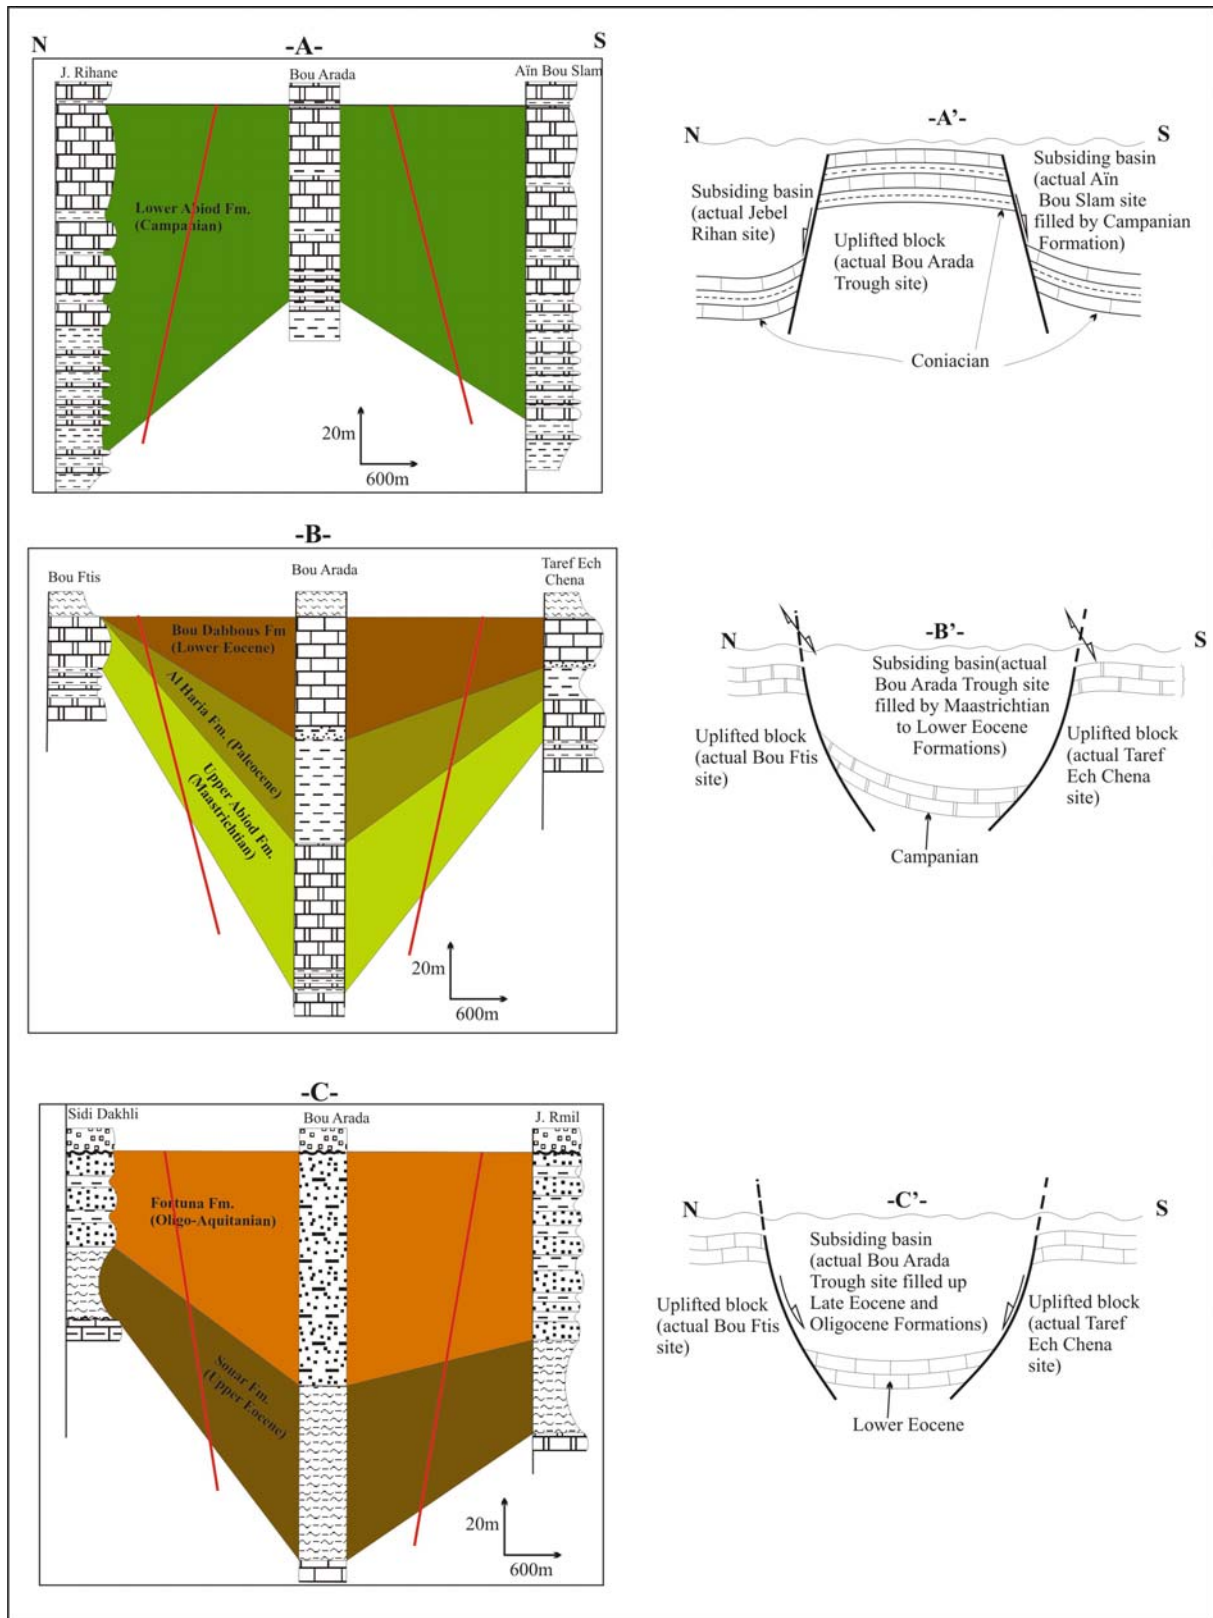 N
-A-
S
J. Rihane
Bou Arada
Aïn Bou Slam
Lower Abiod Fm.
(Campanian)
20m
600m
-A'-
N
S
Subsiding basin
(actual Jebel
Rihan site)
Uplifted block
(actual Bou Arada
Trough site)
Subsiding basin
(actual Aïn
Bou Slam site
filled by Campanian
Formation)
Coniacian
-B-
Bou Ftis
Bou Arada
Taref Ech
Chena
Bou Dabbous Fm
(Lower Eocene)
Al Haria Fm. (Paleocene)
Upper Abiod Fm.
(Maastrichtian)
20m
600m
N
-B'-
S
Subsiding basin(actual
Bou Arada Trough site
filled by Maastrichtian
to Lower Eocene
Formations)
Uplifted block
(actual Bou Ftis
site)
Uplifted block
(actual Taref
Ech Chena
site)
Campanian
-C-
Sidi Dakhli
Bou Arada
J. Rmil
Fortuna Fm.
(Oligo-Aquitanian)
Souar Fm.
(Upper Eocene)
20m
600m
N
-C'-
S
Subsiding basin
(actual Bou Arada
Trough site filled up
Late Eocene and
Oligocene Formations)
Uplifted block
(actual Bou Ftis
site)
Uplifted block
(actual Taref
Ech Chena
site)
Lower Eocene